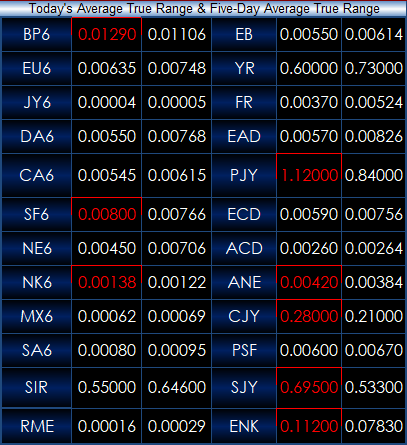 Today's Average True Range & Five-Day Average True Range
BP6 0.01290 0.01106 EB 0.00550 0.00614
EU6 0.00635 0.00748 YR 0.60000 0.73000
JY6 0.00004 0.00005 FR 0.00370 0.00524
DA6 0.00550 0.00768 EAD 0.00570 0.00826
CA6 0.00545 0.00615 PJY 1.12000 0.84000
SF6 0.00800 0.00766 ECD 0.00590 0.00756
NE6 0.00450 0.00706 ACD 0.00260 0.00264
NK6 0.00138 0.00122 ANE 0.00420 0.00384
MX6 0.00062 0.00069 CJY 0.28000 0.21000
SA6 0.00080 0.00095 PSF 0.00600 0.00670
SIR 0.55000 0.64600 SJY 0.69500 0.53300
RME 0.00016 0.00029 ENK 0.11200 0.07830